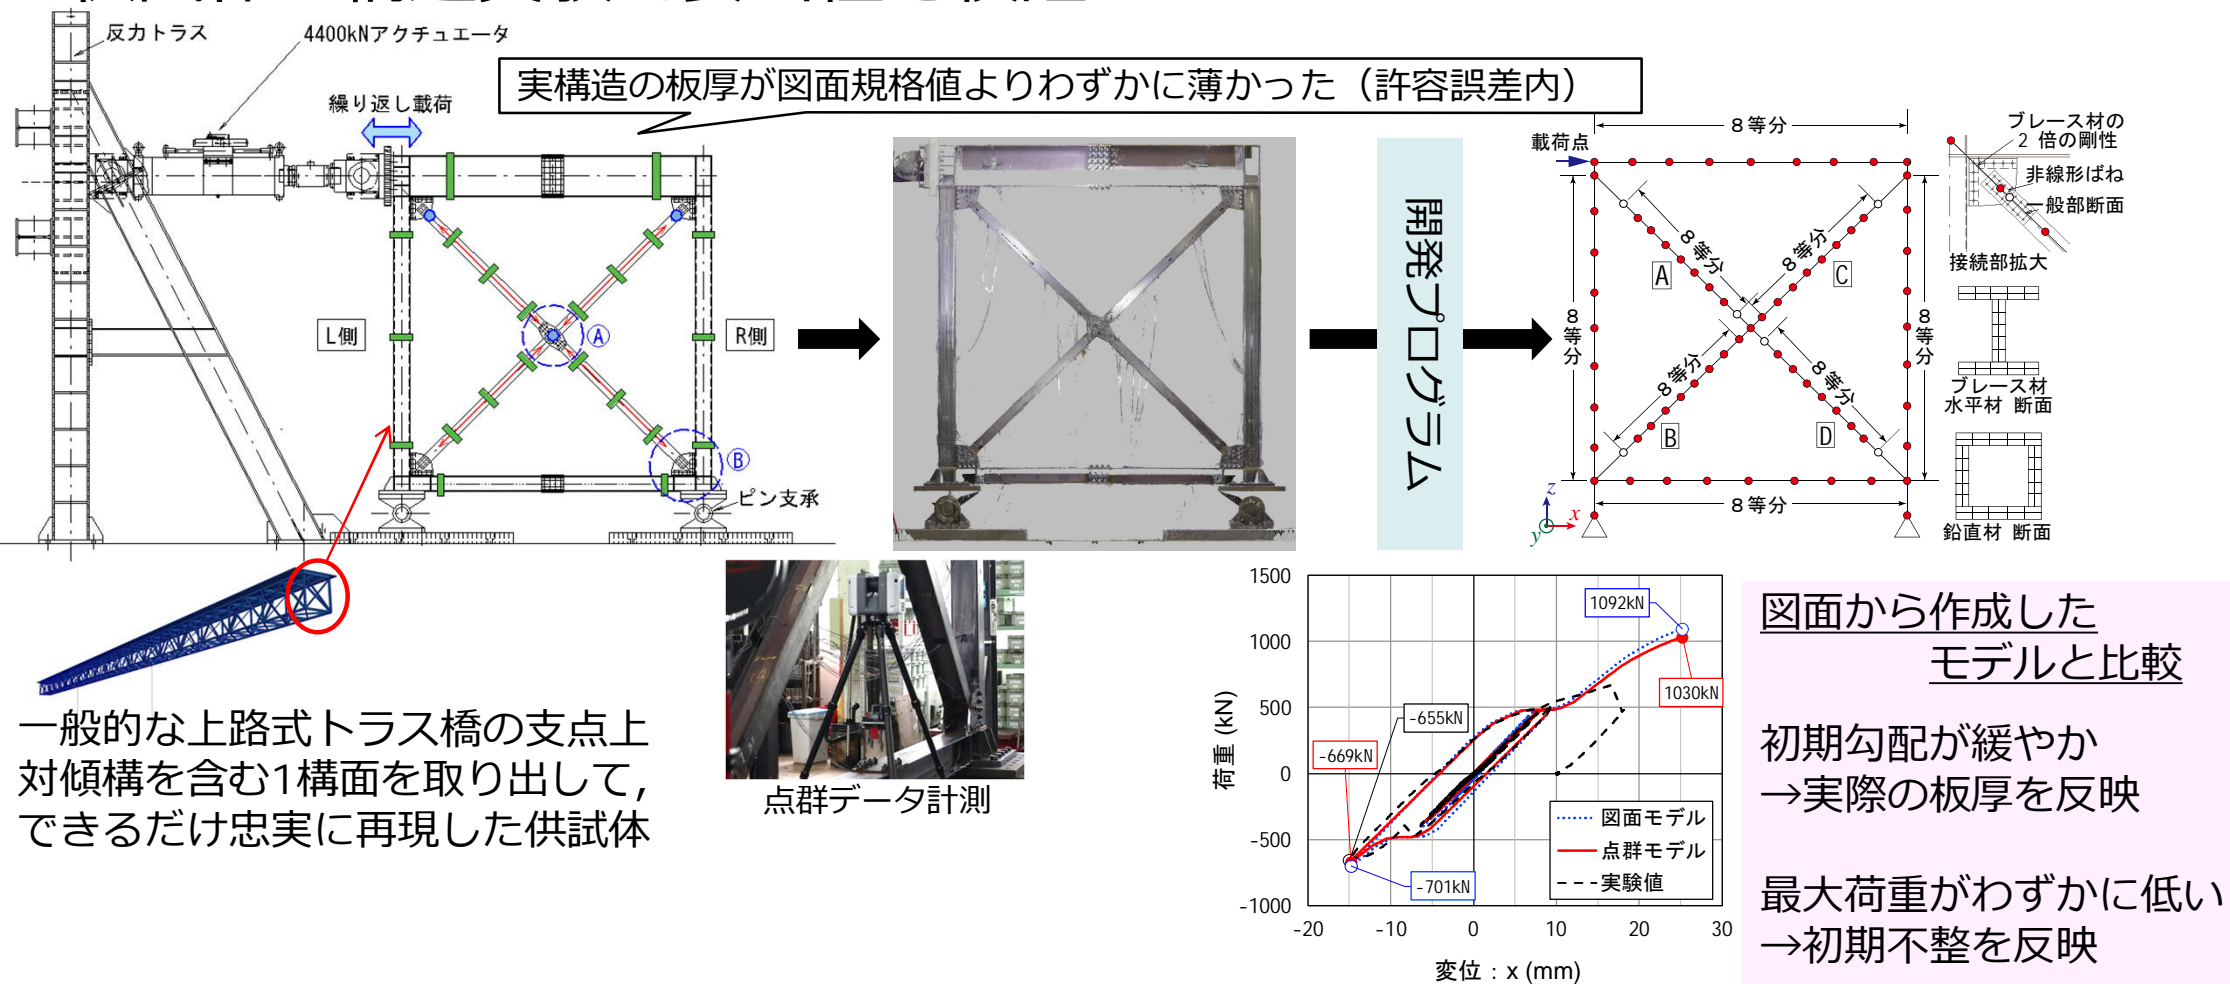 反力トラス
4400kNアクチュエータ
繰り返し載荷
実構造の板厚が図面規格値よりわずかに薄かった（許容誤差内）
L側
R側
Ⓐ
Ⓑ
ピン支承
開発プログラム
載荷点
8等分
8等分
8等分
8等分
8等分
8等分
8等分
8等分
A
C
B
D
z
x
y
ブレース材の
2 倍の剛性
非線形ばね
一般部断面
接続部拡大
ブレース材
水平材 断面
鉛直材 断面
一般的な上路式トラス橋の支点上
対傾構を含む1構面を取り出して,
できるだけ忠実に再現した供試体
点群データ計測
荷重 (kN)
1500
1000
500
0
-500
-1000
-20
-10
0
10
20
30
変位：x (mm)
1092kN
1030kN
-655kN
-669kN
-701kN
図面モデル
点群モデル
実験値
図面から作成した
モデルと比較
初期勾配が緩やか
→実際の板厚を反映
最大荷重がわずかに低い
→初期不整を反映